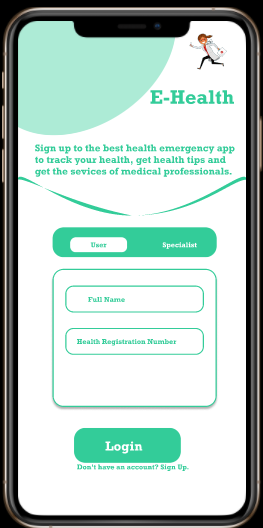 E-Health
Sign up to the best health emergency app
to track your health, get health tips and
get the sevices of medical professionals.
User Specialist
Full Name
Health Registration Number
Login
Don't have an account? Sign Up.